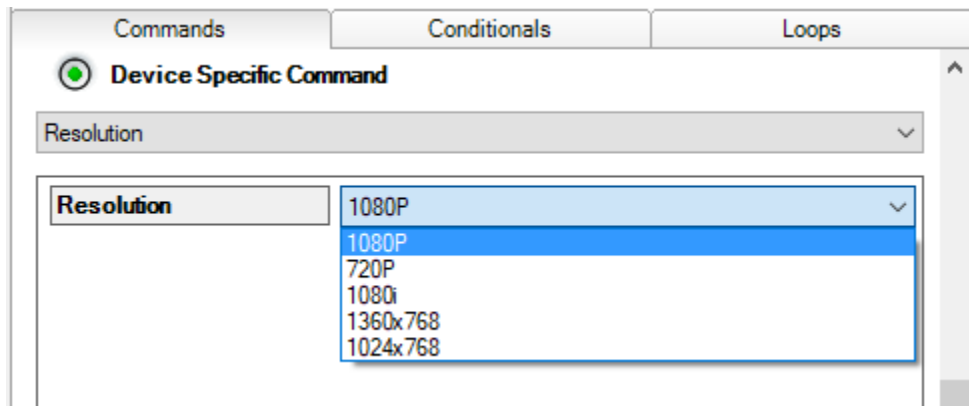 Commands Conditionals Loops
Device Specific Command
Resolution
Resolution 1080P
1080P
720P
1080i
1360x768
1024x768